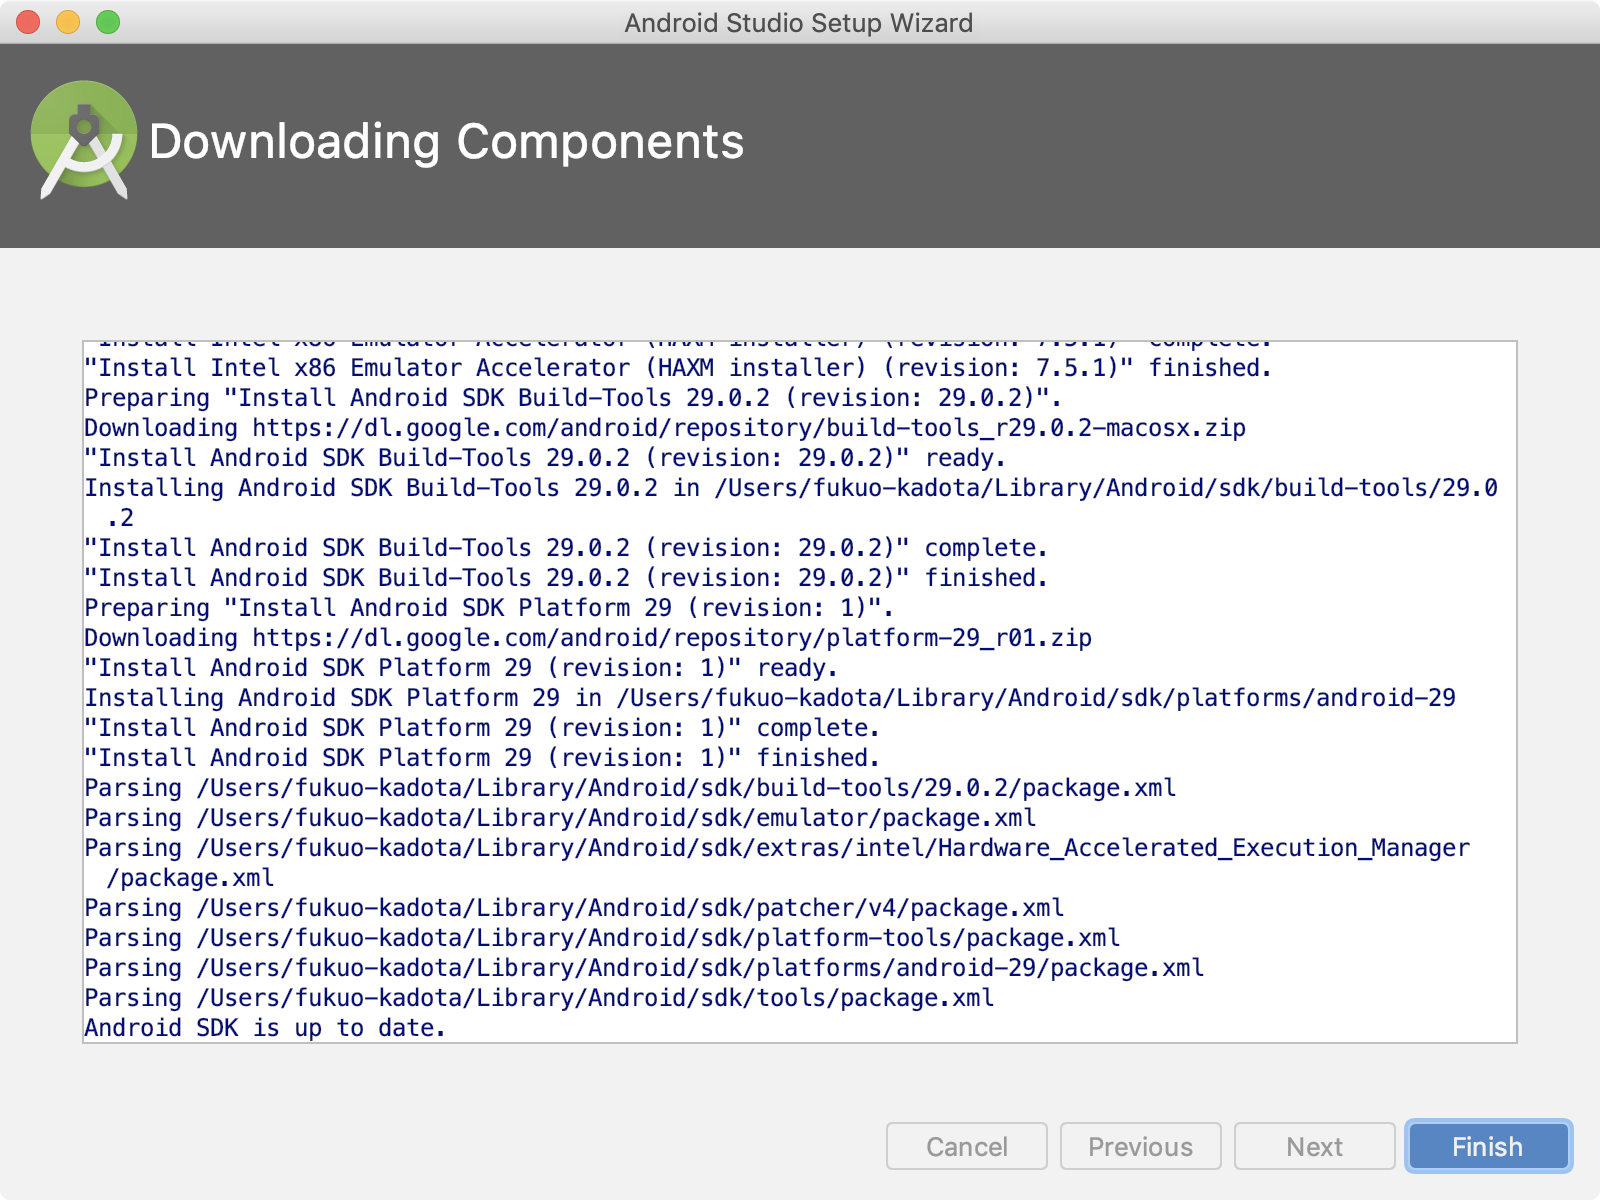 Android Studio Setup Wizard
Downloading Components
"Install Intel x86 Emulator Accelerator (HAXM installer) (revision: 7.5.1)" complete.
"Install Intel x86 Emulator Accelerator (HAXM installer) (revision: 7.5.1)" finished.
Preparing "Install Android SDK Build-Tools 29.0.2 (revision: 29.0.2)".
Downloading https://dl.google.com/android/repository/build-tools_r29.0.2-macosx.zip
"Install Android SDK Build-Tools 29.0.2 (revision: 29.0.2)" ready.
Installing Android SDK Build-Tools 29.0.2 in /Users/fukuo-kadota/Library/Android/sdk/build-tools/29.0
.2
"Install Android SDK Build-Tools 29.0.2 (revision: 29.0.2)" complete.
"Install Android SDK Build-Tools 29.0.2 (revision: 29.0.2)" finished.
Preparing "Install Android SDK Platform 29 (revision: 1)".
Downloading https://dl.google.com/android/repository/platform-29_r01.zip
"Install Android SDK Platform 29 (revision: 1)" ready.
Installing Android SDK Platform 29 in /Users/fukuo-kadota/Library/Android/sdk/platforms/android-29
"Install Android SDK Platform 29 (revision: 1)" complete.
"Install Android SDK Platform 29 (revision: 1)" finished.
Parsing /Users/fukuo-kadota/Library/Android/sdk/build-tools/29.0.2/package.xml
Parsing /Users/fukuo-kadota/Library/Android/sdk/emulator/package.xml
Parsing /Users/fukuo-kadota/Library/Android/sdk/extras/intel/Hardware_Accelerated_Execution_Manager
/package.xml
Parsing /Users/fukuo-kadota/Library/Android/sdk/patcher/v4/package.xml
Parsing /Users/fukuo-kadota/Library/Android/sdk/platform-tools/package.xml
Parsing /Users/fukuo-kadota/Library/Android/sdk/platforms/android-29/package.xml
Parsing /Users/fukuo-kadota/Library/Android/sdk/tools/package.xml
Android SDK is up to date.
Cancel
Previous
Next
Finish